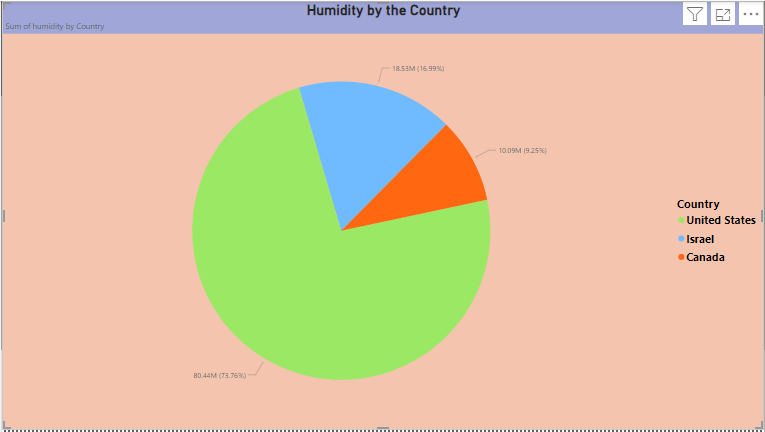 Humidity by the Country
Sum of humidity by Country
18.53M (16.99%)
10.09M (9.25%)
Country
United States
Israel
Canada
80.44M (73.76%)